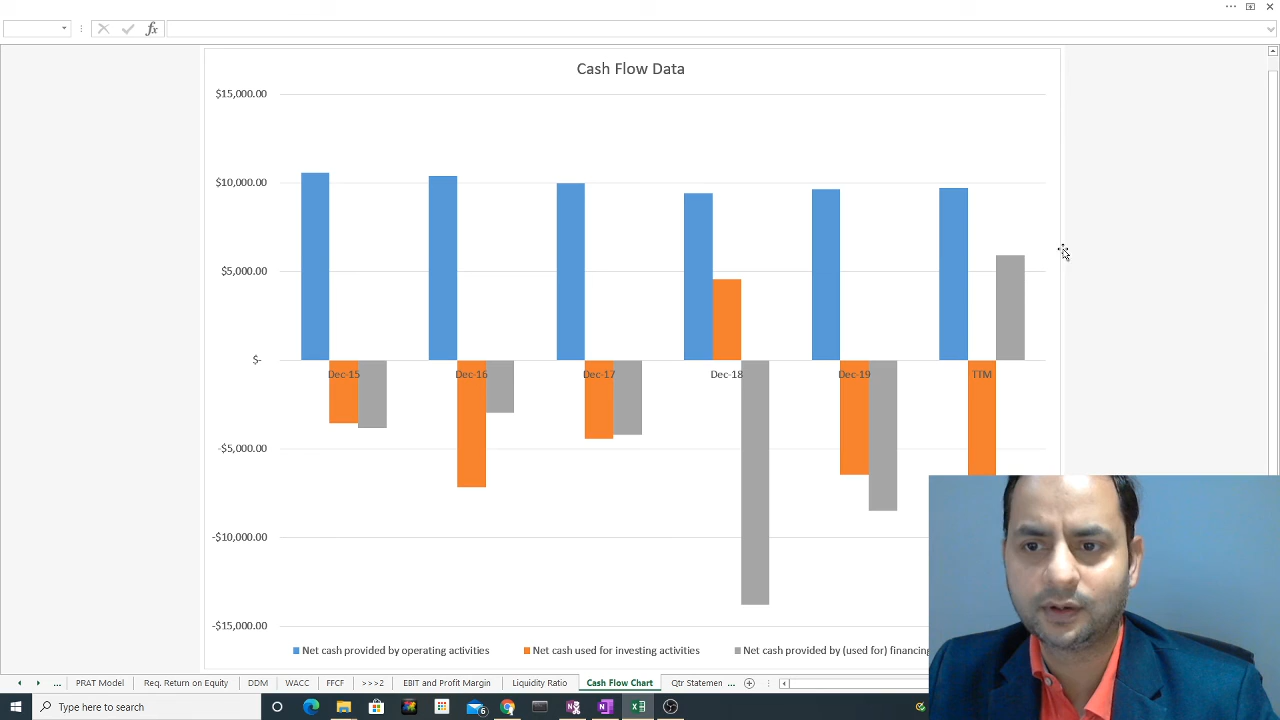 Cash Flow Data
$15,000.00
$10,000.00
$5,000.00
$-
-$5,000.00
-$10,000.00
-$15,000.00
Dec-15 Dec-16 Dec-17 Dec-18 Dec-19 TTM
Net cash provided by operating activities Net cash used for investing activities Net cash provided by (used for) financing
... PRAT Model Req. Return on Equity DDM WACC FFCF >>>2 EBIT and Profit Margin Liquidity Ratio Cash Flow Chart Qtr Statemen ...
Type here to search
6